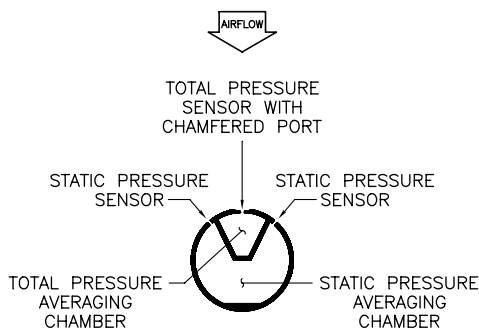 AIRFLOW
TOTAL PRESSURE
SENSOR WITH
CHAMFERED PORT
STATIC PRESSURE
SENSOR
STATIC PRESSURE
SENSOR
TOTAL PRESSURE
AVERAGING
CHAMBER
STATIC PRESSURE
AVERAGING
CHAMBER